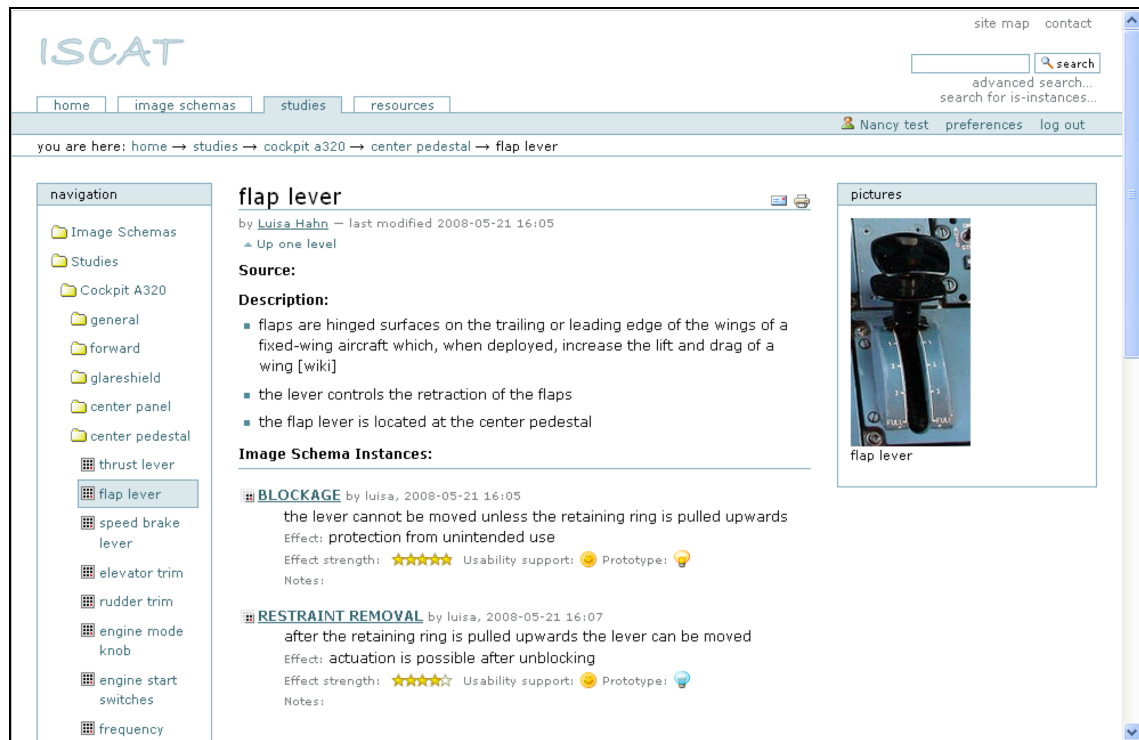 site map contact
ISCAT
search
advanced search...
search for is-instances...
home image schemas studies resources
Nancy test preferences log out
you are here: home → studies → cockpit a320 → center pedestal → flap lever
navigation
Image Schemas
Studies
Cockpit A320
general
forward
glareshield
center panel
center pedestal
thrust lever
flap lever
speed brake
lever
elevator trim
rudder trim
engine mode
knob
engine start
switches
frequency
flap lever
by Luisa Hahn — last modified 2008-05-21 16:05
Up one level
Source:
Description:
flaps are hinged surfaces on the trailing or leading edge of the wings of a
fixed-wing aircraft which, when deployed, increase the lift and drag of a
wing [wiki]
the lever controls the retraction of the flaps
the flap lever is located at the center pedestal
Image Schema Instances:
BLOCKAGE by luisa, 2008-05-21 16:05
the lever cannot be moved unless the retaining ring is pulled upwards
Effect: protection from unintended use
Effect strength: Usability support: Prototype:
Notes:
RESTRAINT REMOVAL by luisa, 2008-05-21 16:07
after the retaining ring is pulled upwards the lever can be moved
Effect: actuation is possible after unblocking
Effect strength: Usability support: Prototype:
Notes:
pictures
1 1
2
FULL FULL
flap lever